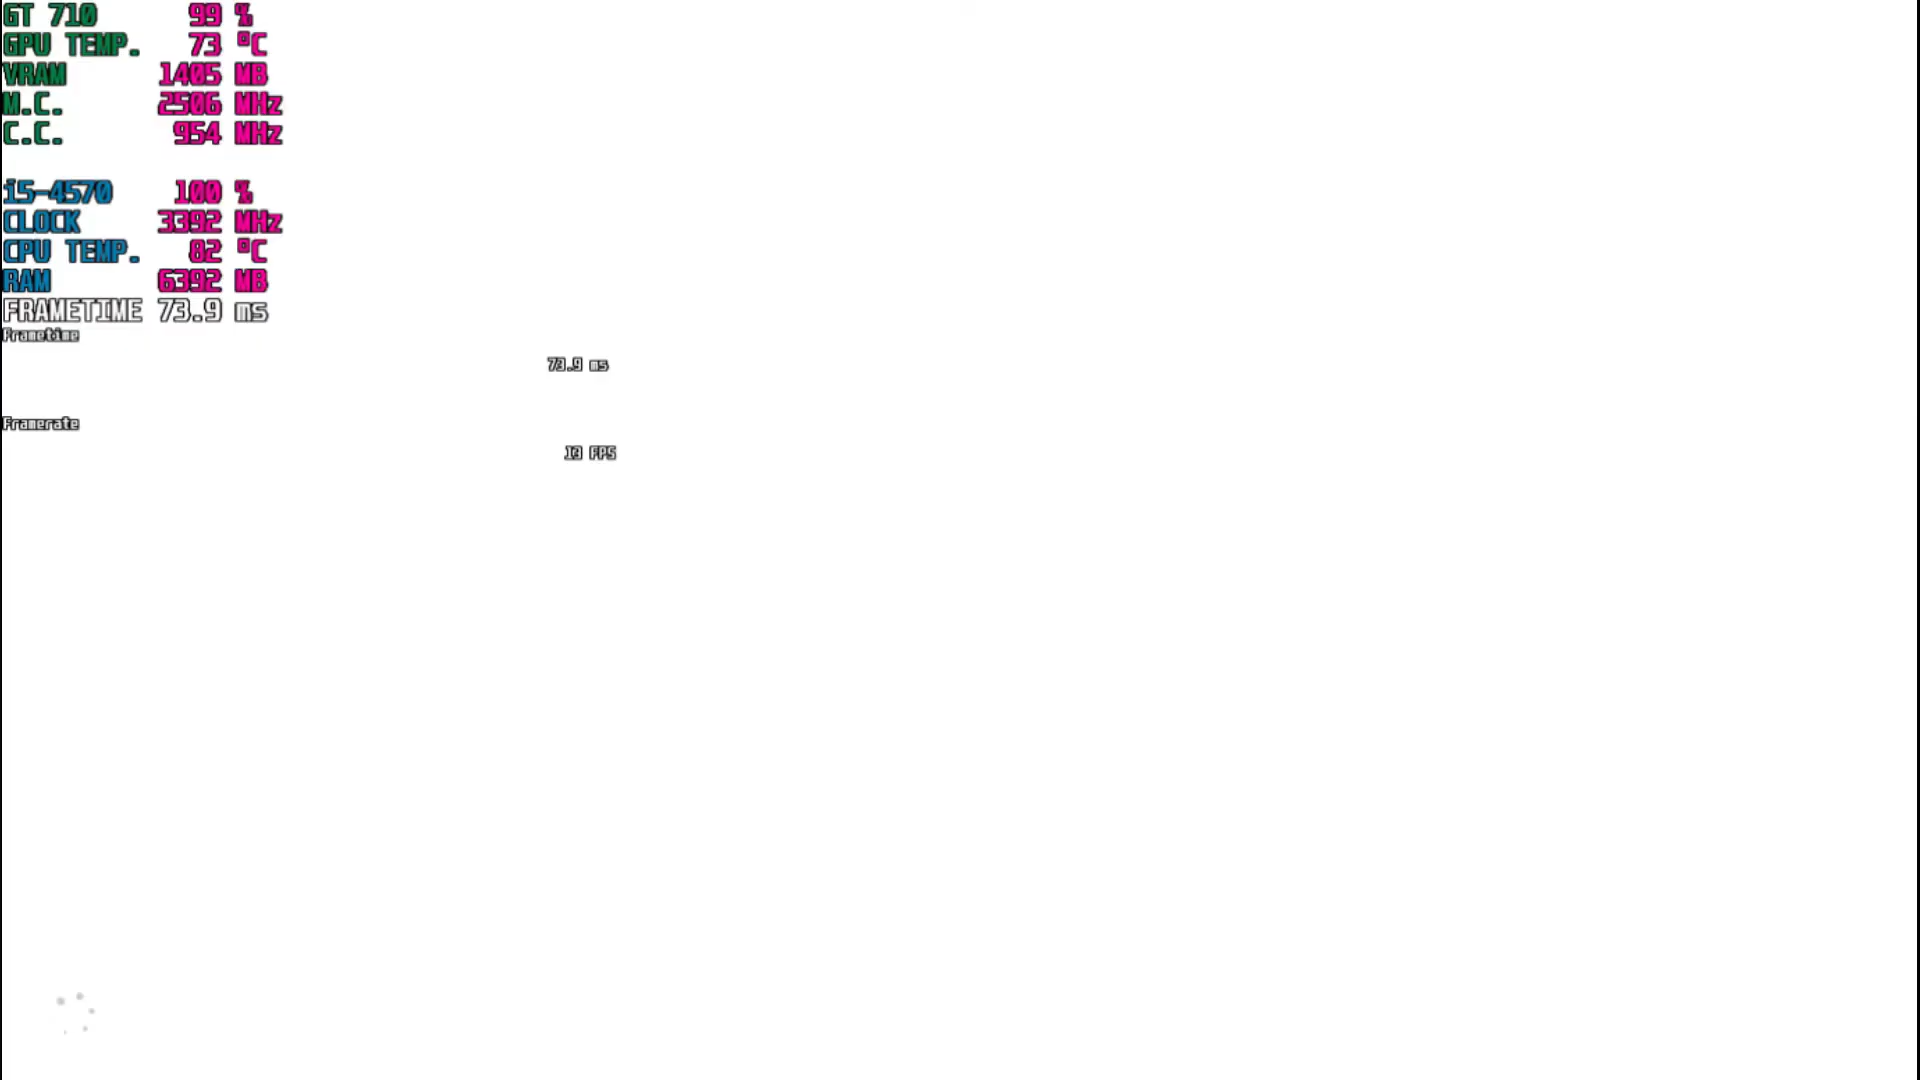 GT 710 99 %
GPU TEMP. 73 °C
VRAM 1405 MB
M.C. 2506 MHz
C.C. 954 MHz
i5-4570 100 %
CLOCK 3392 MHz
CPU TEMP. 82 °C
RAM 6392 MB
FRAMETIME 73.9 ms
Frametime
73.9 ms
Framerate
13 FPS